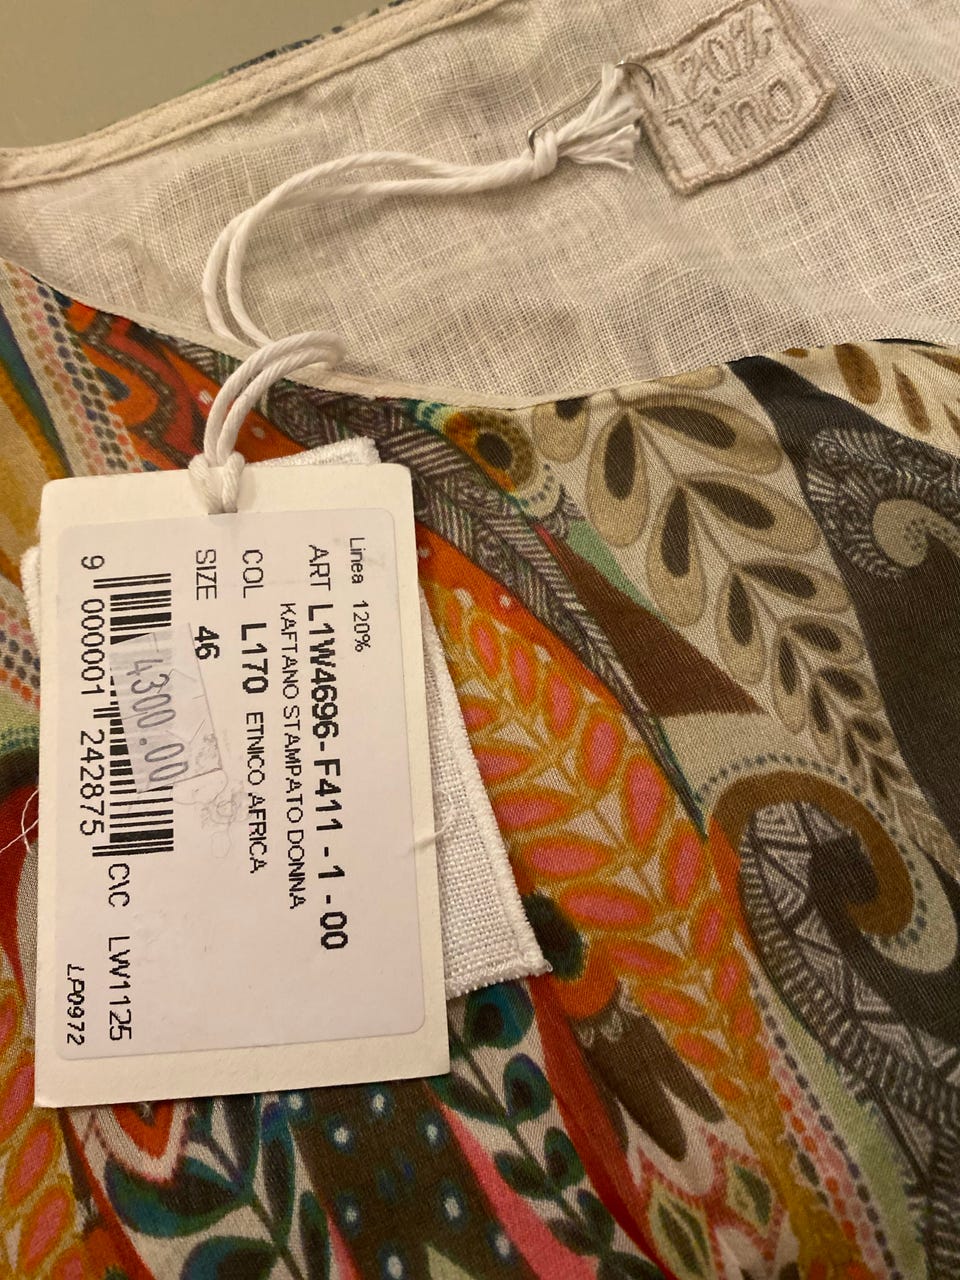 120%
lino
Linea 120%
ART L1W4696-F411 - 1 - 00
KAFTANO STAMPATO DONNA
COL L170 ETNICO AFRICA
SIZE 46
4300.00
9 000001 242875 C\C LW1125
LP0972